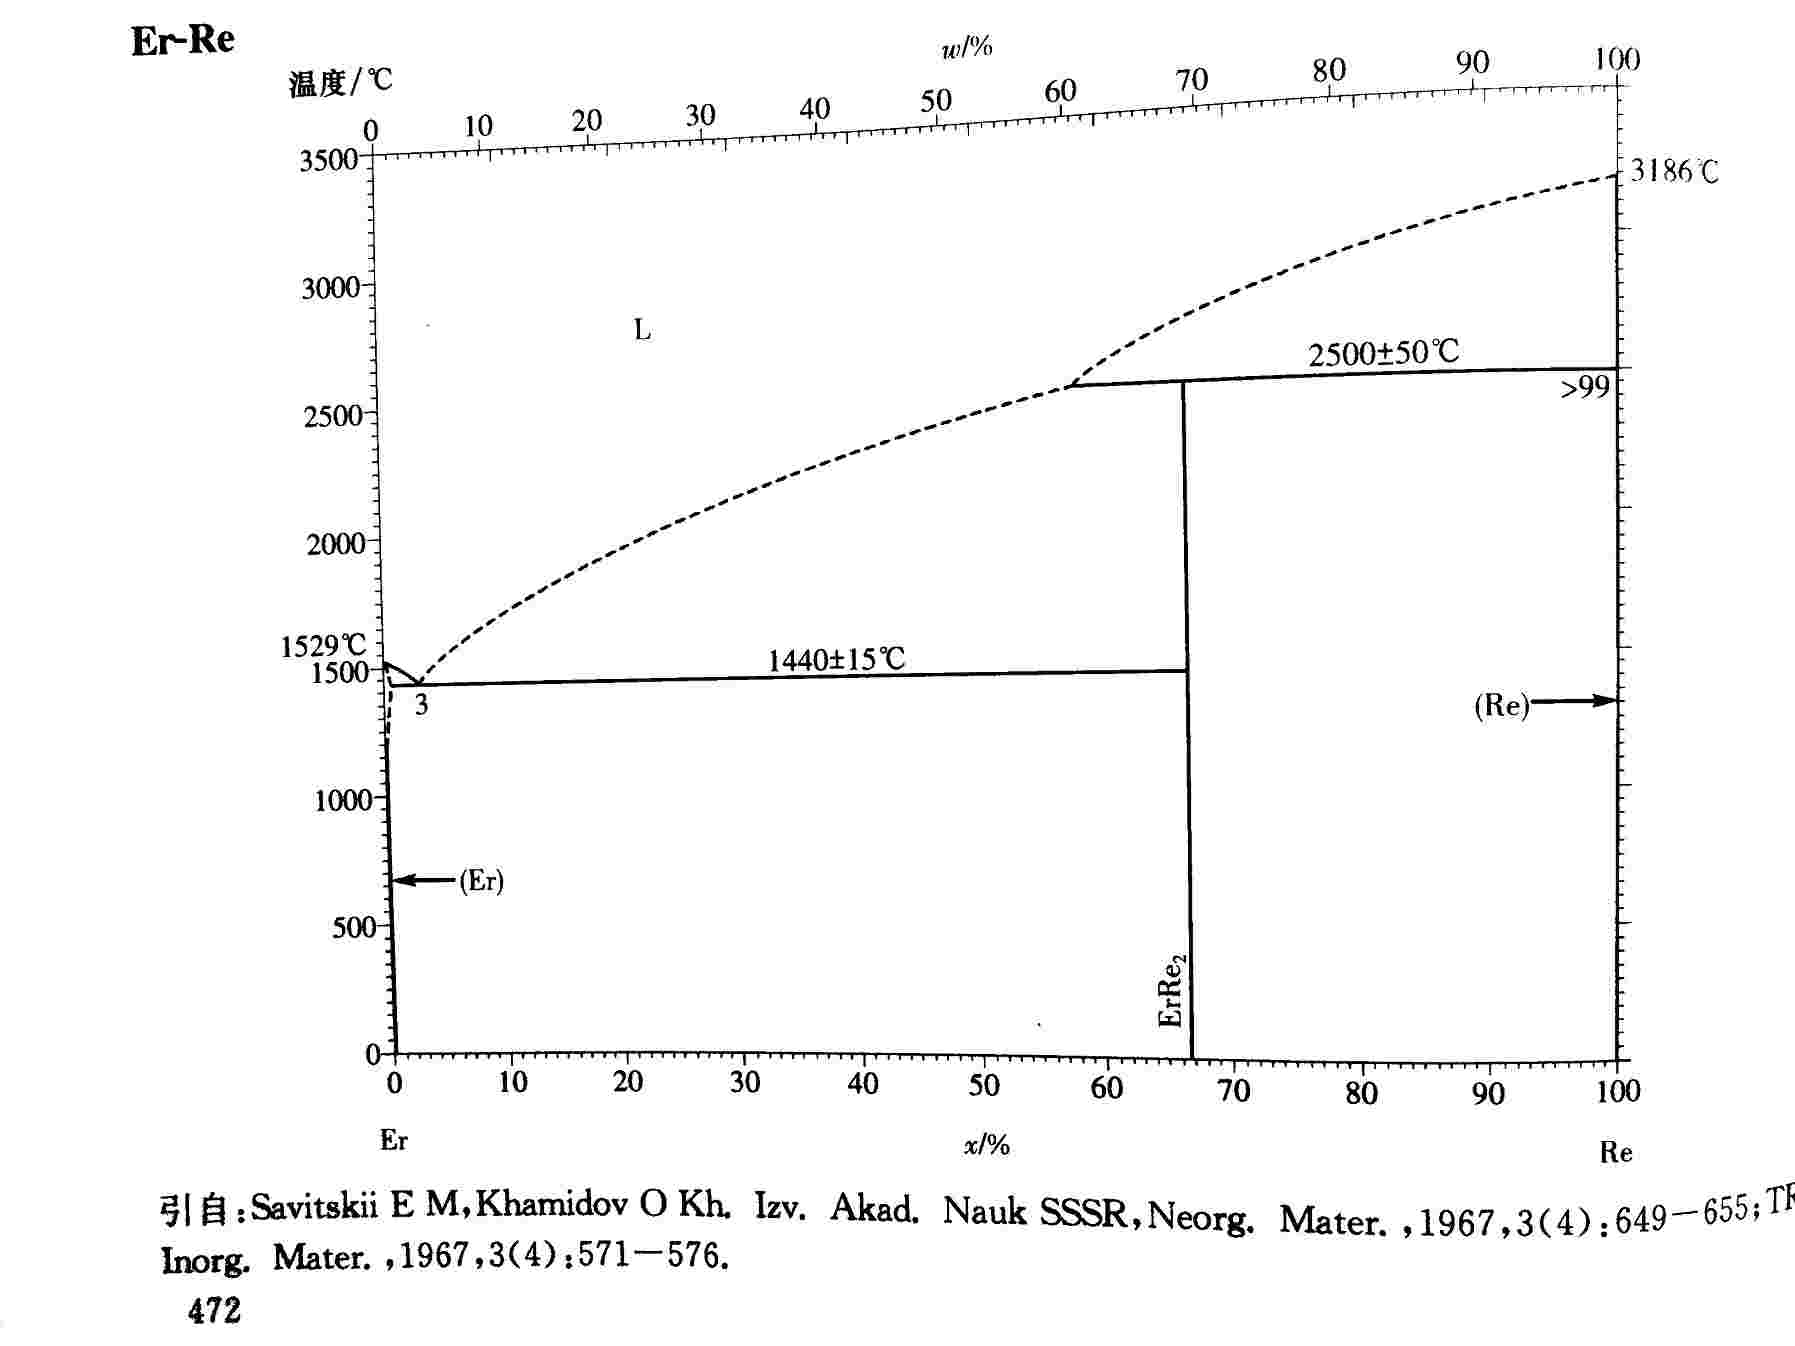 Er-Re
w/%
温度/℃
0 10 20 30 40 50 60 70 80 90 100
3500
3186℃
3000
L
2500±50℃
>99
2500
2000
1529℃
1500
1440±15℃
3
(Re)
1000
(Er)
500
ErRe₂
0
0 10 20 30 40 50 60 70 80 90 100
Er
x/%
Re
引自:Savitskii E M,Khamidov O Kh. Izv. Akad. Nauk SSSR,Neorg. Mater. ,1967,3(4):649-655;TR
Inorg. Mater. ,1967,3(4):571-576.
472